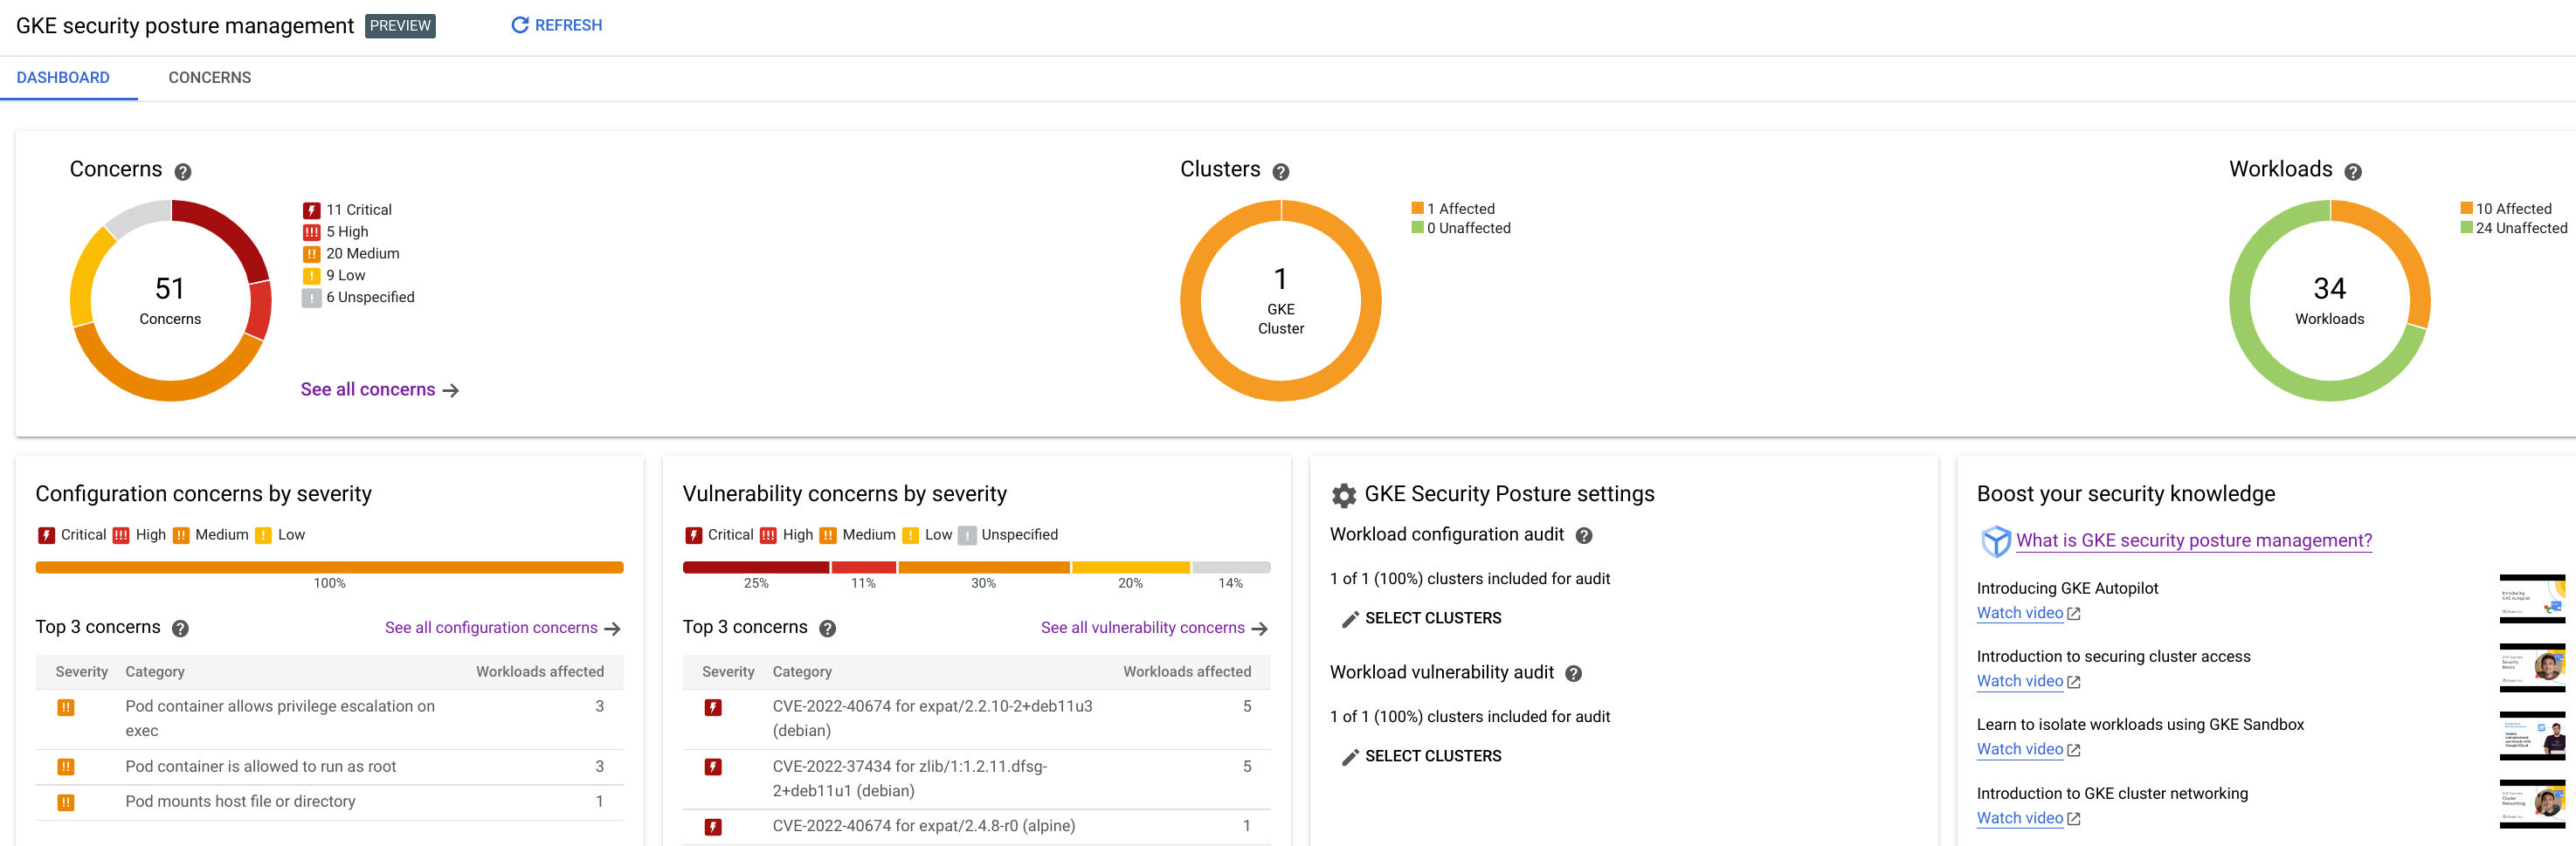 GKE security posture management PREVIEW REFRESH
DASHBOARD CONCERNS
Concerns
51
Concerns
11 Critical
5 High
20 Medium
9 Low
6 Unspecified
See all concerns
Clusters
1
GKE
Cluster
1 Affected
0 Unaffected
Workloads
34
Workloads
10 Affected
24 Unaffected
Configuration concerns by severity
Critical High Medium Low
100%
Top 3 concerns See all configuration concerns
Severity Category Workloads affected
Pod container allows privilege escalation on 3
exec
Pod container is allowed to run as root 3
Pod mounts host file or directory 1
Vulnerability concerns by severity
Critical High Medium Low Unspecified
25% 11% 30% 20% 14%
Top 3 concerns See all vulnerability concerns
Severity Category Workloads affected
CVE-2022-40674 for expat/2.2.10-2+deb11u3 5
(debian)
CVE-2022-37434 for zlib/1:1.2.11.dfsg- 5
2+deb11u1 (debian)
CVE-2022-40674 for expat/2.4.8-r0 (alpine) 1
GKE Security Posture settings
Workload configuration audit
1 of 1 (100%) clusters included for audit
SELECT CLUSTERS
Workload vulnerability audit
1 of 1 (100%) clusters included for audit
SELECT CLUSTERS
Boost your security knowledge
What is GKE security posture management?
Introducing GKE Autopilot
Watch video
Introduction to securing cluster access
Watch video
Learn to isolate workloads using GKE Sandbox
Watch video
Introduction to GKE cluster networking
Watch video